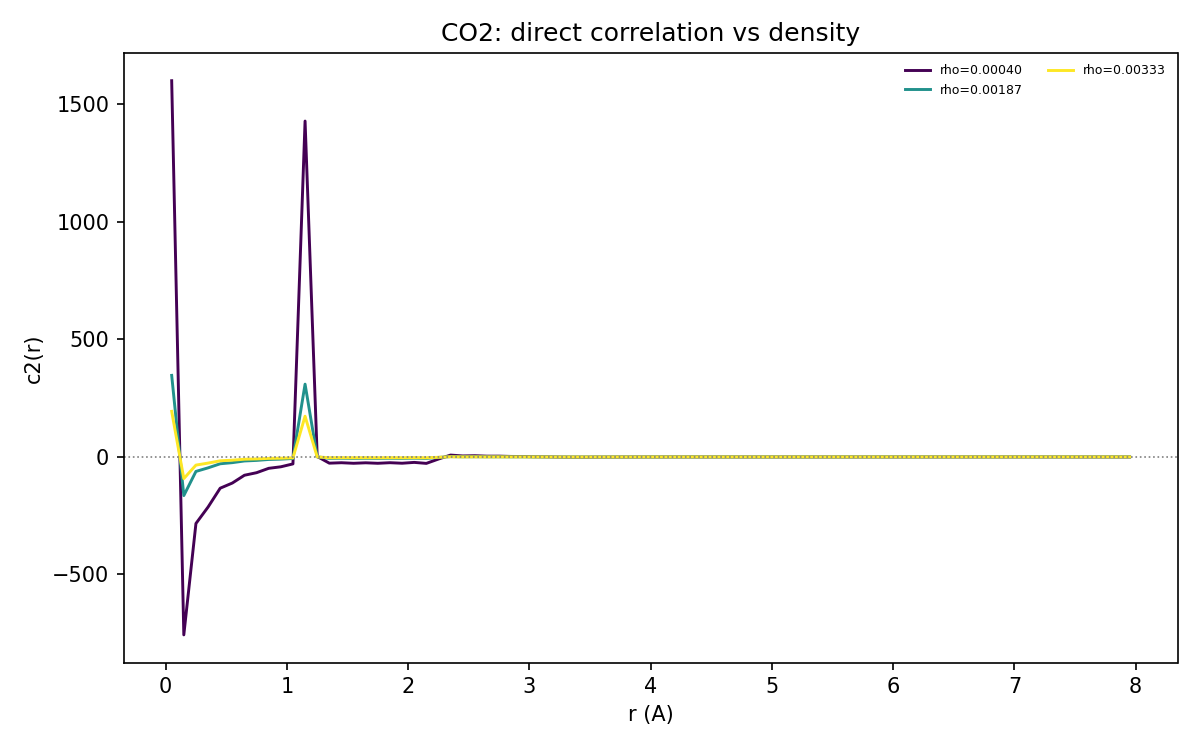 CO2: direct correlation vs density
rho=0.00040
rho=0.00187
rho=0.00333
c2(r)
1500
1000
500
0
−500
0 1 2 3 4 5 6 7 8
r (A)